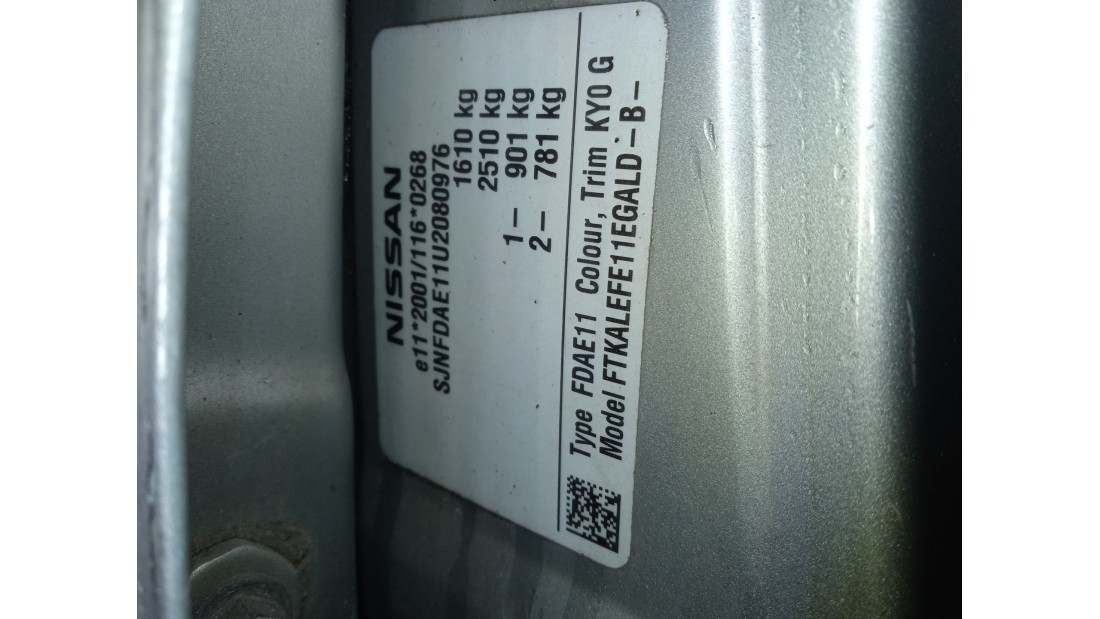 NISSAN
e11*2001/116*0268
SJNFDAE11U2080976
1610 kg
2510 kg
1– 901 kg
2– 781 kg
Type FDAE11 Colour, Trim KY0 G
Model FTKALEFE11EGALD–B–